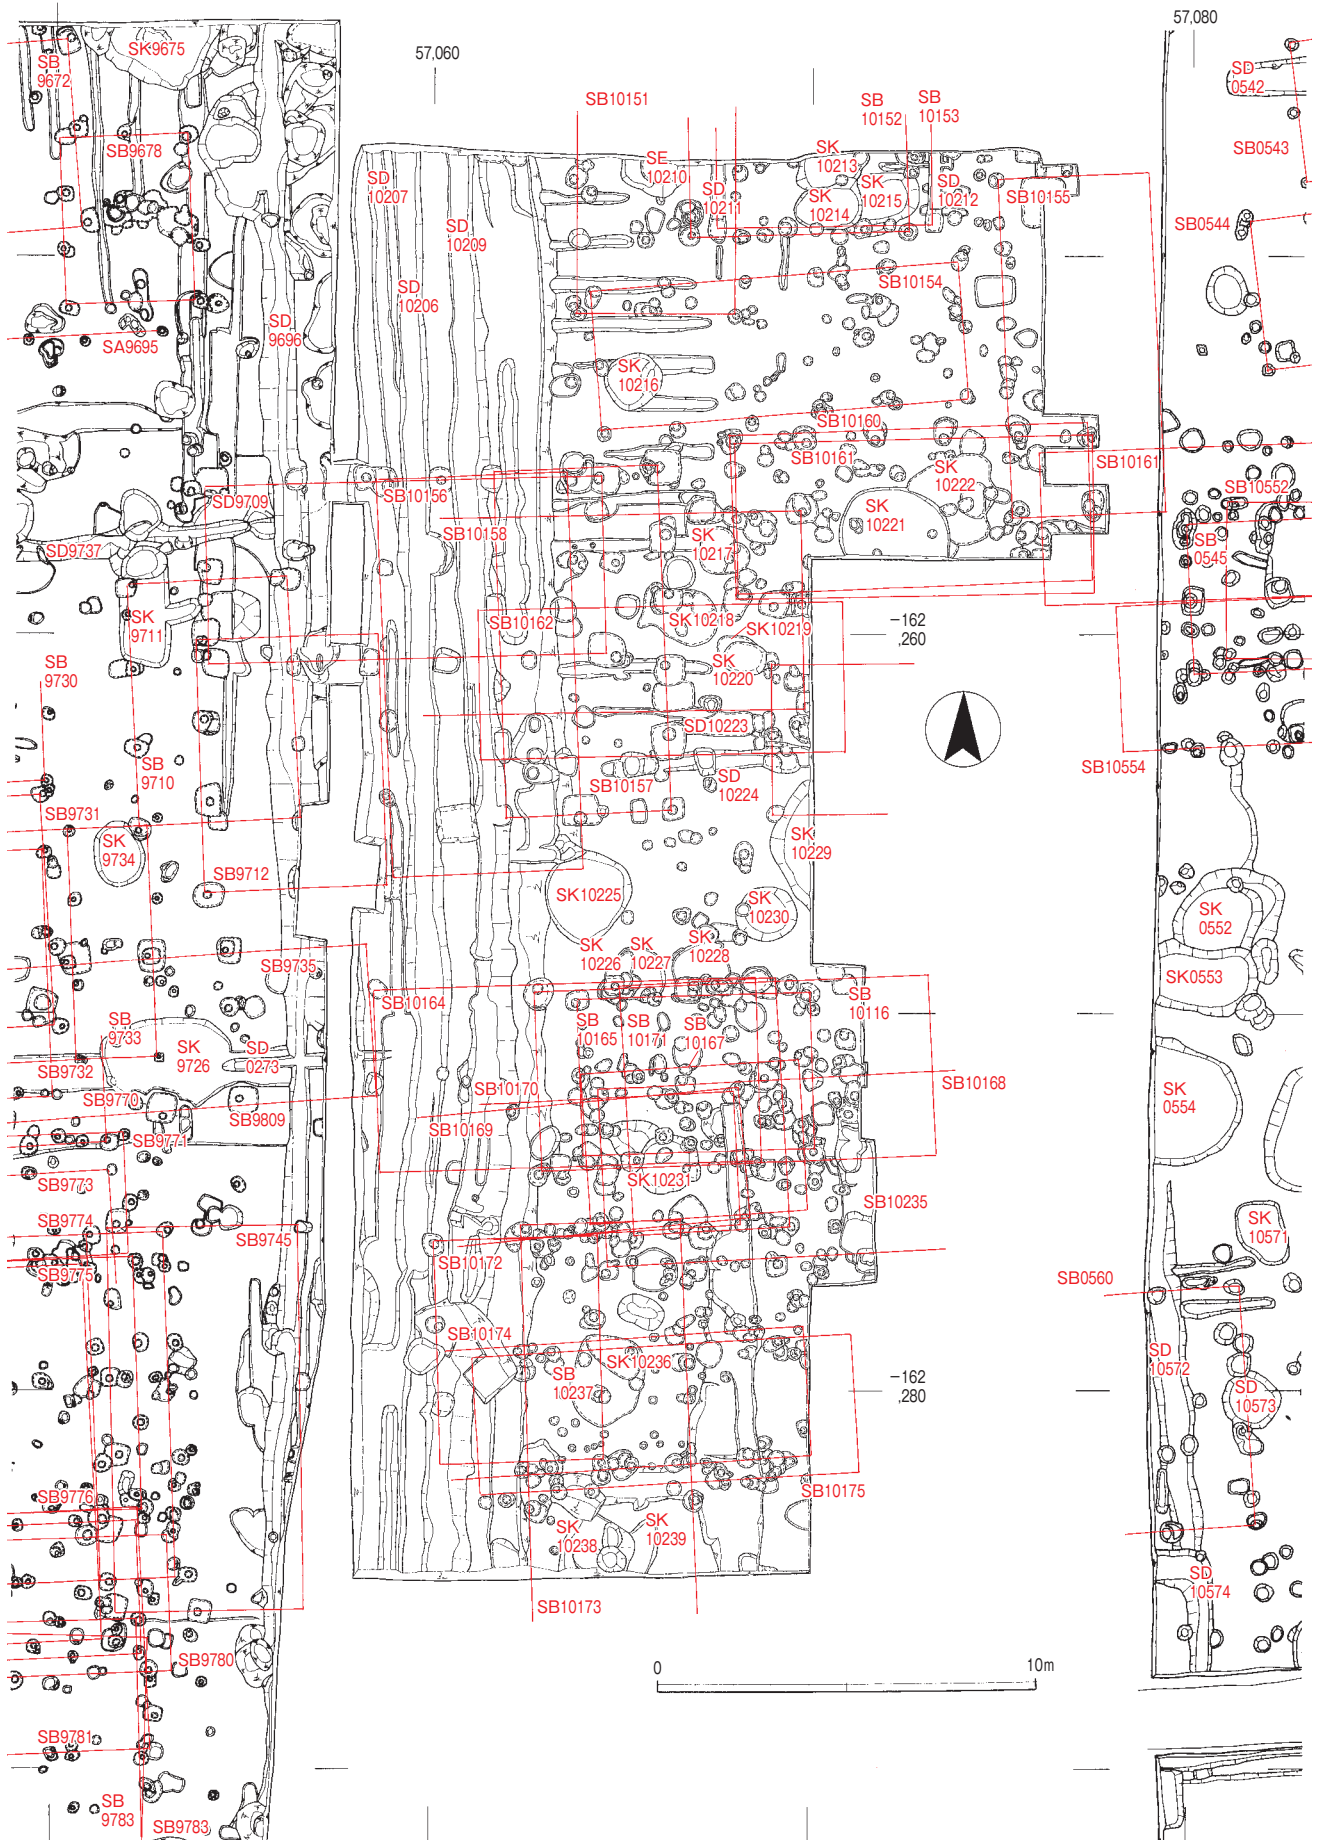 57,080
57,060
SK9675
SB
9672
SB9678
SB10151
SB
10152
SB
10153
SD
0542
SB0543
SE
10210
SK
10213
SD
10207
SD
10211
SK
10214
SK
10215
SD
10212
SB10155
SD
10209
SB0544
SD
10206
SB10154
SD
9696
SA9695
SK
10216
SB10160
SB10161
SB10161
SK
10222
SB10552
SD9709
SB10156
SK
10221
SB10158
SK
10217
SB
0545
SD9737
SK
9711
SB10162
SK10218
SK10219
−162
,260
SK
10220
SB
9730
SD10223
SB
9710
SB10157
SD
10224
SB10554
SB9731
SK
9734
SK
10229
SB9712
SK10225
SK
10230
SK
0552
SK
10226
SK
10227
SK
10228
SB9735
SB10164
SK0553
SB
10116
SB
9733
SB
10165
SB
10171
SB
10167
SK
9726
SD
0273
SB9732
SB10170
SB10168
SB9770
SB9809
SB10169
SK
0554
SB9771
SB9773
SK10231
SB10235
SB9774
SB9745
SK
10571
SB10172
SB9775
SB0560
SB10174
SK10236
SD
10572
SB
10237
−162
,280
SD
10573
SB9776
SB10175
SK
10238
SK
10239
SD
10574
SB10173
SB9780
0
10m
SB9781
SB
9783
SB9783